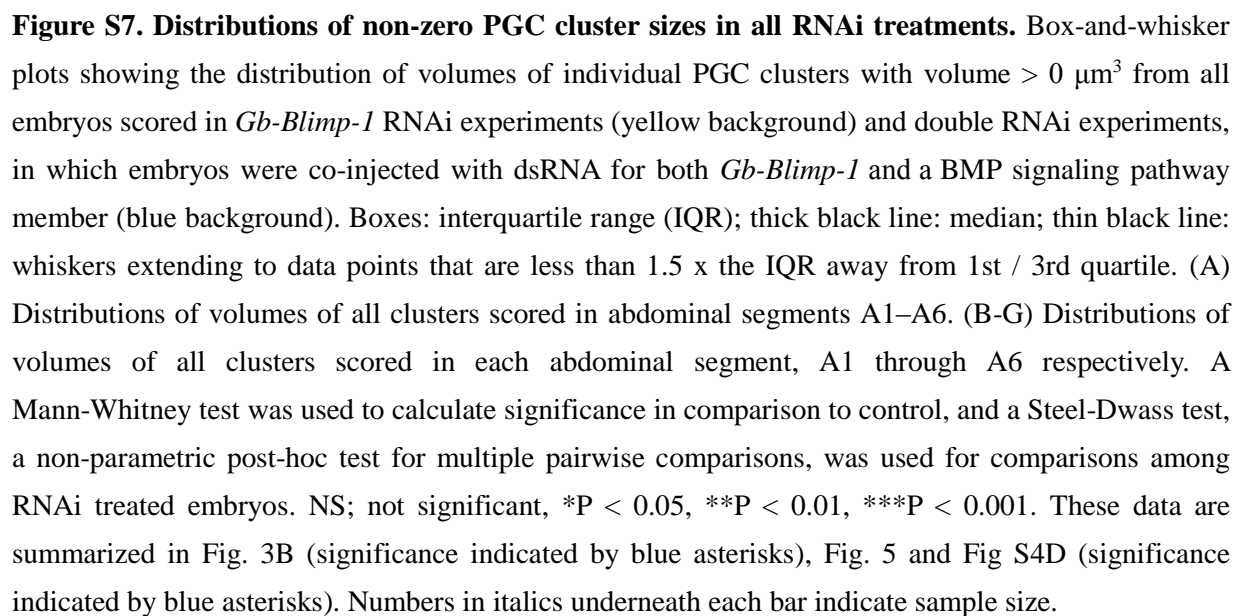 Figure S7. Distributions of non-zero PGC cluster sizes in all RNAi treatments. Box-and-whisker
plots showing the distribution of volumes of individual PGC clusters with volume > 0 μm³ from all
embryos scored in Gb-Blimp-1 RNAi experiments (yellow background) and double RNAi experiments,
in which embryos were co-injected with dsRNA for both Gb-Blimp-1 and a BMP signaling pathway
member (blue background). Boxes: interquartile range (IQR); thick black line: median; thin black line:
whiskers extending to data points that are less than 1.5 x the IQR away from 1st / 3rd quartile. (A)
Distributions of volumes of all clusters scored in abdominal segments A1–A6. (B-G) Distributions of
volumes of all clusters scored in each abdominal segment, A1 through A6 respectively. A
Mann-Whitney test was used to calculate significance in comparison to control, and a Steel-Dwass test,
a non-parametric post-hoc test for multiple pairwise comparisons, was used for comparisons among
RNAi treated embryos. NS; not significant, *P < 0.05, **P < 0.01, ***P < 0.001. These data are
summarized in Fig. 3B (significance indicated by blue asterisks), Fig. 5 and Fig S4D (significance
indicated by blue asterisks). Numbers in italics underneath each bar indicate sample size.